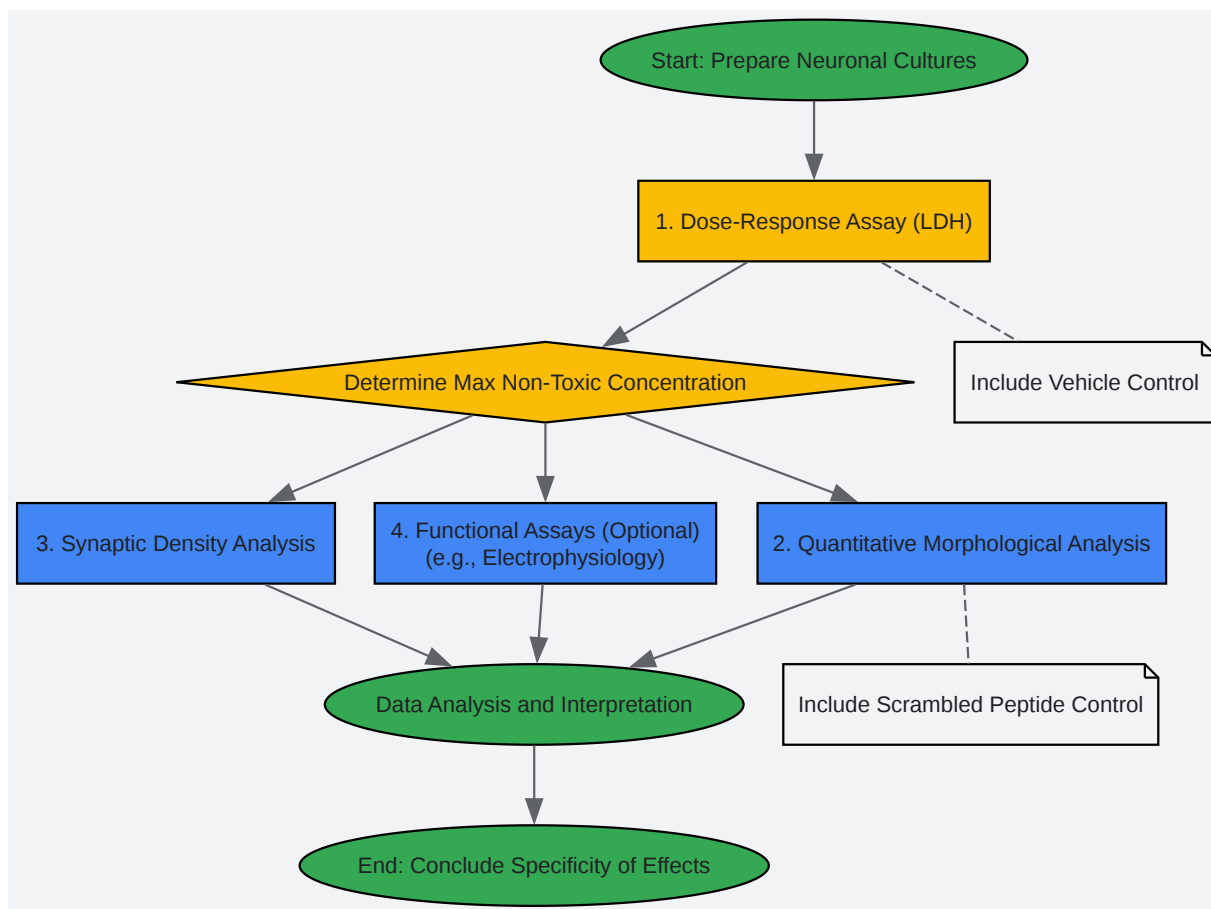 Start: Prepare Neuronal Cultures
1. Dose-Response Assay (LDH)
Determine Max Non-Toxic Concentration
Include Vehicle Control
3. Synaptic Density Analysis
4. Functional Assays (Optional)
(e.g., Electrophysiology)
2. Quantitative Morphological Analysis
Data Analysis and Interpretation
Include Scrambled Peptide Control
End: Conclude Specificity of Effects